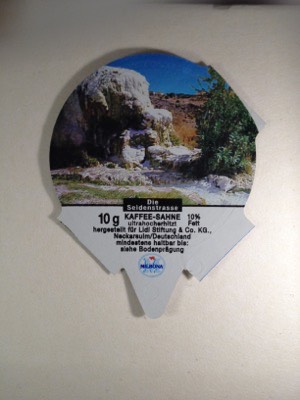 Die
Seidenstrasse
10 g KAFFEE-SAHNE 10%
ultrahocherhitzt Fett
hergestellt für Lidl Stiftung & Co. KG.,
Neckarsulm/Deutschland
mindestens haltbar bis:
siehe Bodenprägung
MILBONA